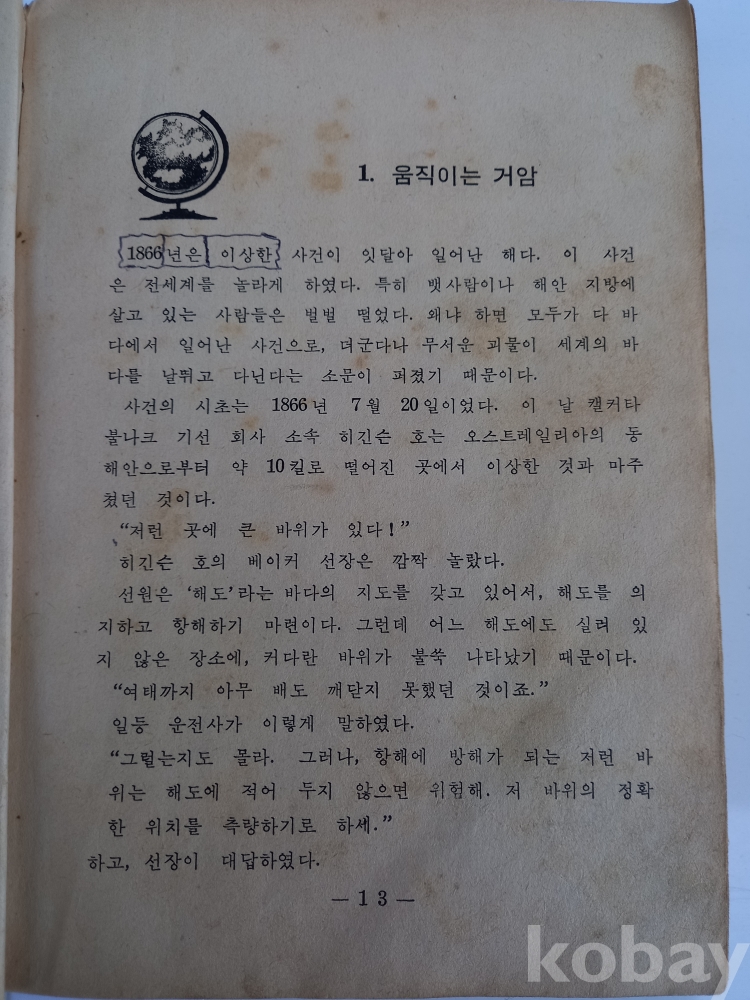 1. 움직이는 거암
1866년은 이상한 사건이 잇달아 일어난 해다. 이 사건
은 전세계를 놀라게 하였다. 특히 뱃사람이나 해안 지방에
살고 있는 사람들은 벌벌 떨었다. 왜냐 하면 모두가 다 바
다에서 일어난 사건으로, 더군다나 무서운 괴물이 세계의 바
다를 날뛰고 다닌다는 소문이 퍼졌기 때문이다.
사건의 시초는 1866년 7월 20일이었다. 이 날 캘커타
불나크 기선 회사 소속 히긴슨 호는 오스트레일리아의 동
해안으로부터 약 10킬로 떨어진 곳에서 이상한 것과 마주
쳤던 것이다.
“저런 곳에 큰 바위가 있다!”
히긴슨 호의 베이커 선장은 깜짝 놀랐다.
선원은 ‘해도’라는 바다의 지도를 갖고 있어서, 해도를 의
지하고 항해하기 마련이다. 그런데 어느 해도에도 실려 있
지 않은 장소에, 커다란 바위가 불쑥 나타났기 때문이다.
“여태까지 아무 배도 깨닫지 못했던 것이죠.”
일등 운전사가 이렇게 말하였다.
“그럴는지도 몰라. 그러나, 항해에 방해가 되는 저런 바
위는 해도에 적어 두지 않으면 위험해. 저 바위의 정확
한 위치를 측량하기로 하세.”
하고, 선장이 대답하였다.
— 13 —
kobay